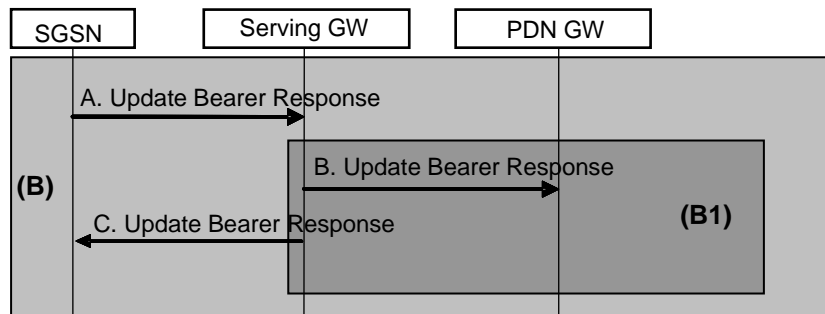 SGSN
Serving GW
PDN GW
A. Update Bearer Response
B. Update Bearer Response
(B)
(B1)
C. Update Bearer Response